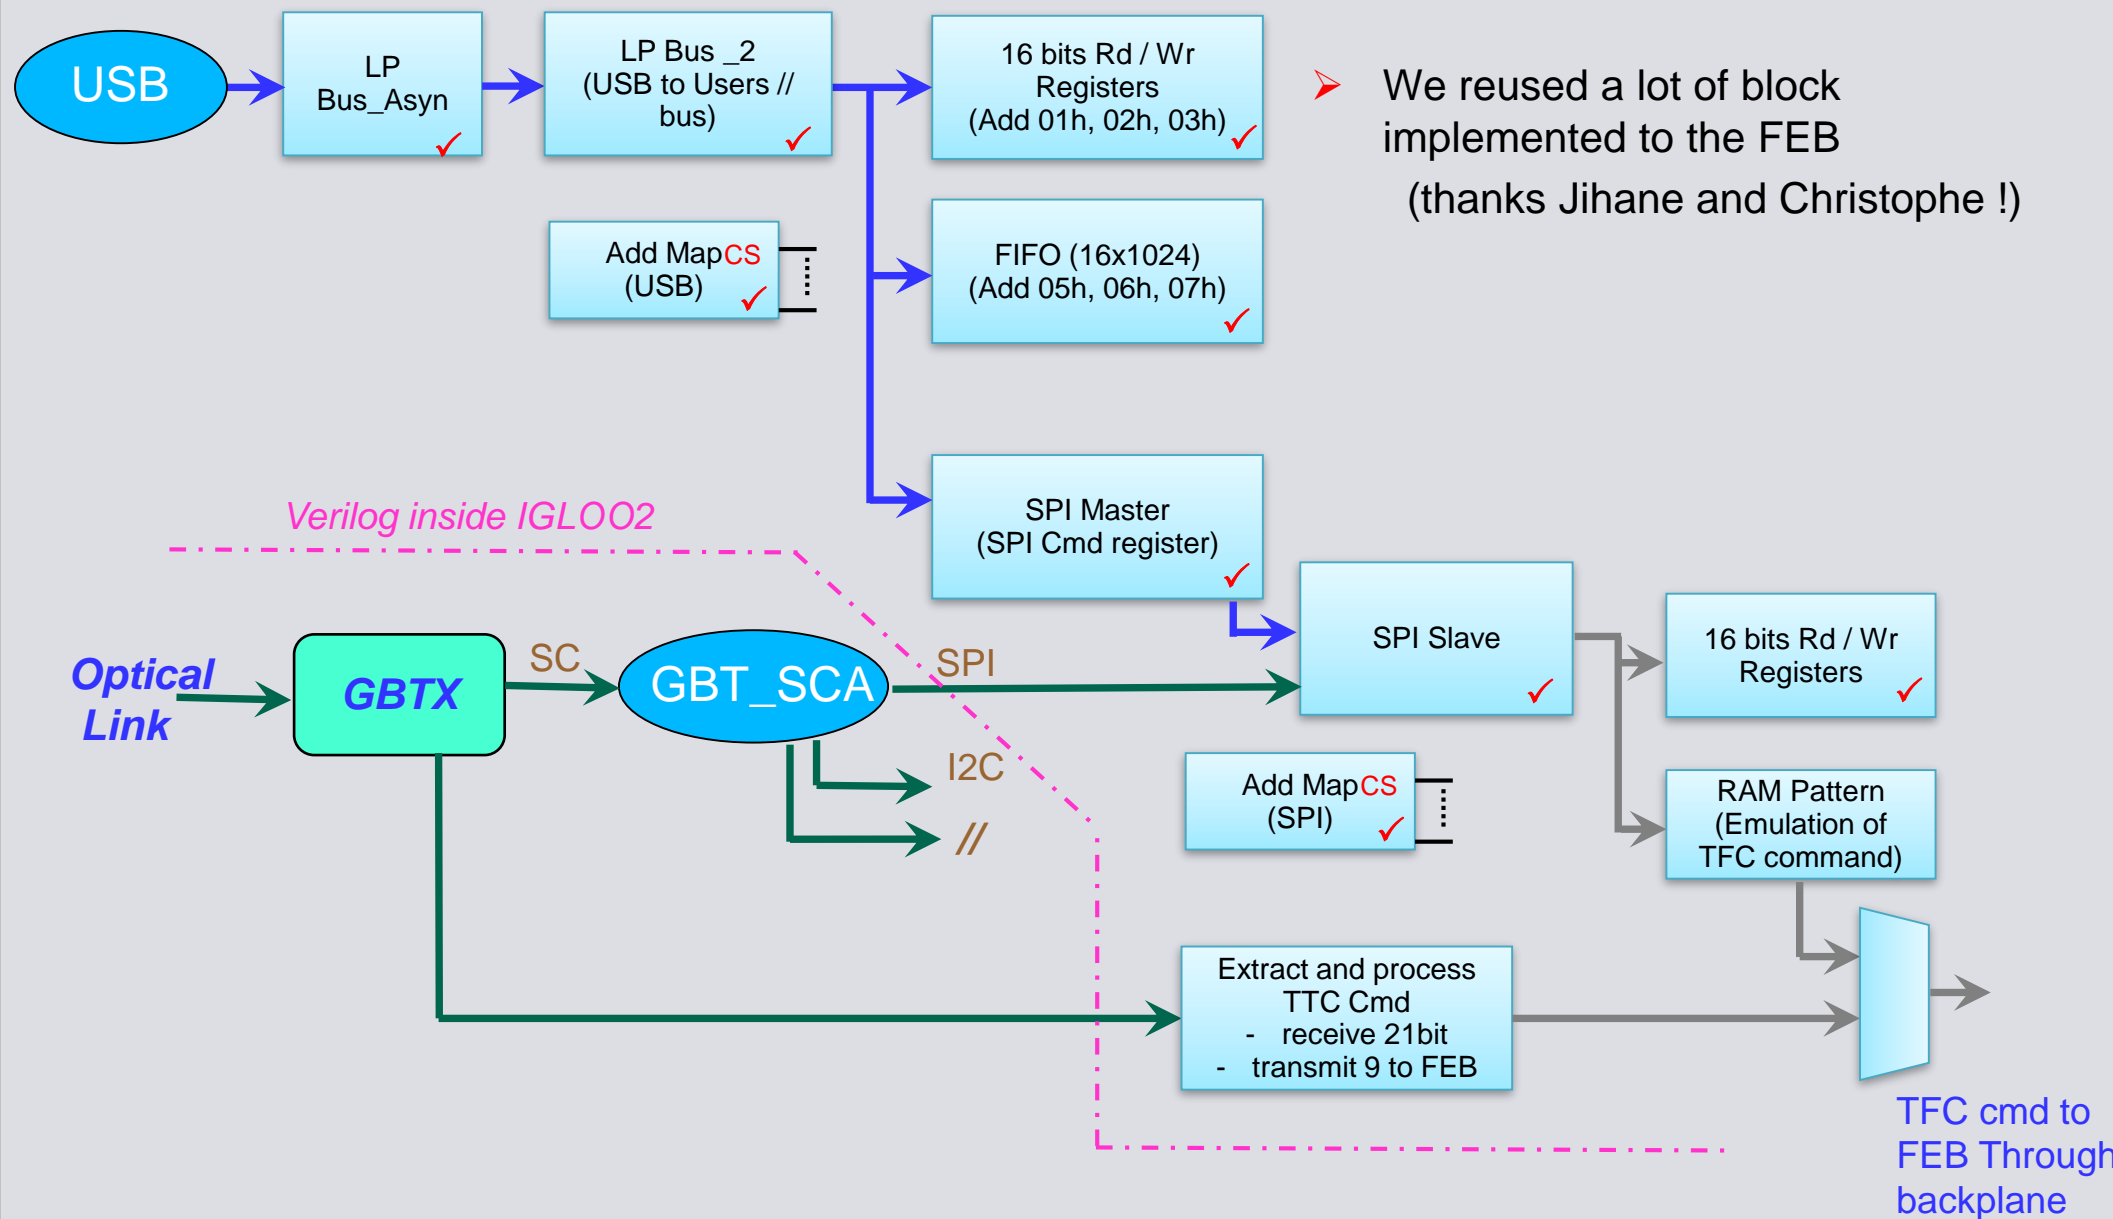 USB
LP
Bus_Asyn
LP Bus _2
(USB to Users //
bus)
16 bits Rd / Wr
Registers
(Add 01h, 02h, 03h)
We reused a lot of block
implemented to the FEB
(thanks Jihane and Christophe !)
Add MapCS
(USB)
FIFO (16x1024)
(Add 05h, 06h, 07h)
Verilog inside IGLOO2
SPI Master
(SPI Cmd register)
SPI Slave
16 bits Rd / Wr
Registers
Optical
Link
GBTX
SC
GBT_SCA
SPI
I2C
//
Add MapCS
(SPI)
RAM Pattern
(Emulation of
TFC command)
Extract and process
TTC Cmd
- receive 21bit
- transmit 9 to FEB
TFC cmd to
FEB Through
backplane